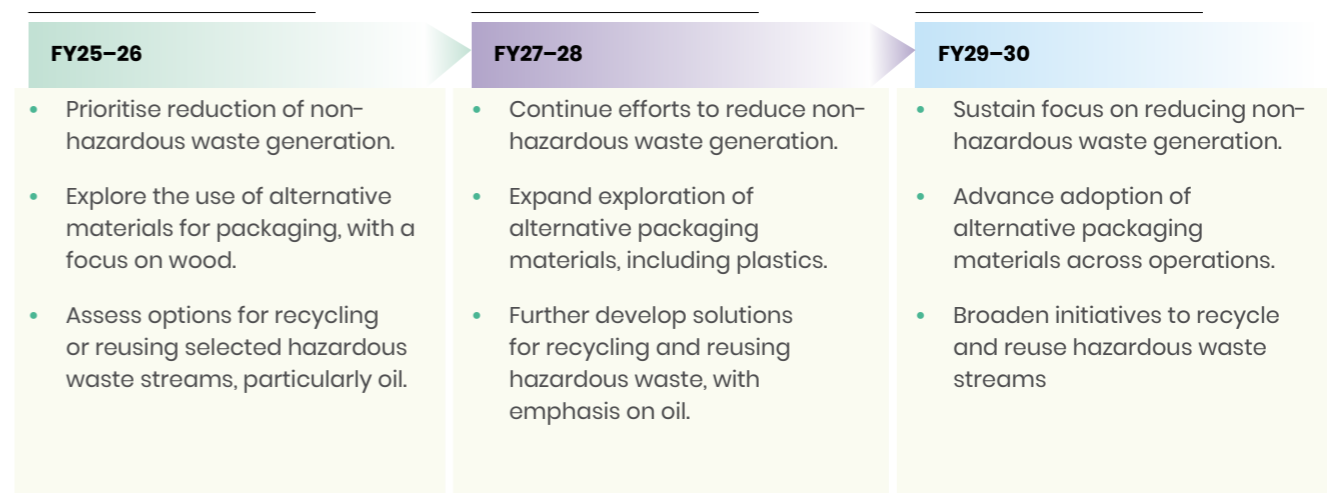 FY25–26
• Prioritise reduction of non-
hazardous waste generation.
• Explore the use of alternative
materials for packaging, with a
focus on wood.
• Assess options for recycling
or reusing selected hazardous
waste streams, particularly oil.
FY27–28
• Continue efforts to reduce non-
hazardous waste generation.
• Expand exploration of
alternative packaging
materials, including plastics.
• Further develop solutions
for recycling and reusing
hazardous waste, with
emphasis on oil.
FY29–30
• Sustain focus on reducing non-
hazardous waste generation.
• Advance adoption of
alternative packaging
materials across operations.
• Broaden initiatives to recycle
and reuse hazardous waste
streams